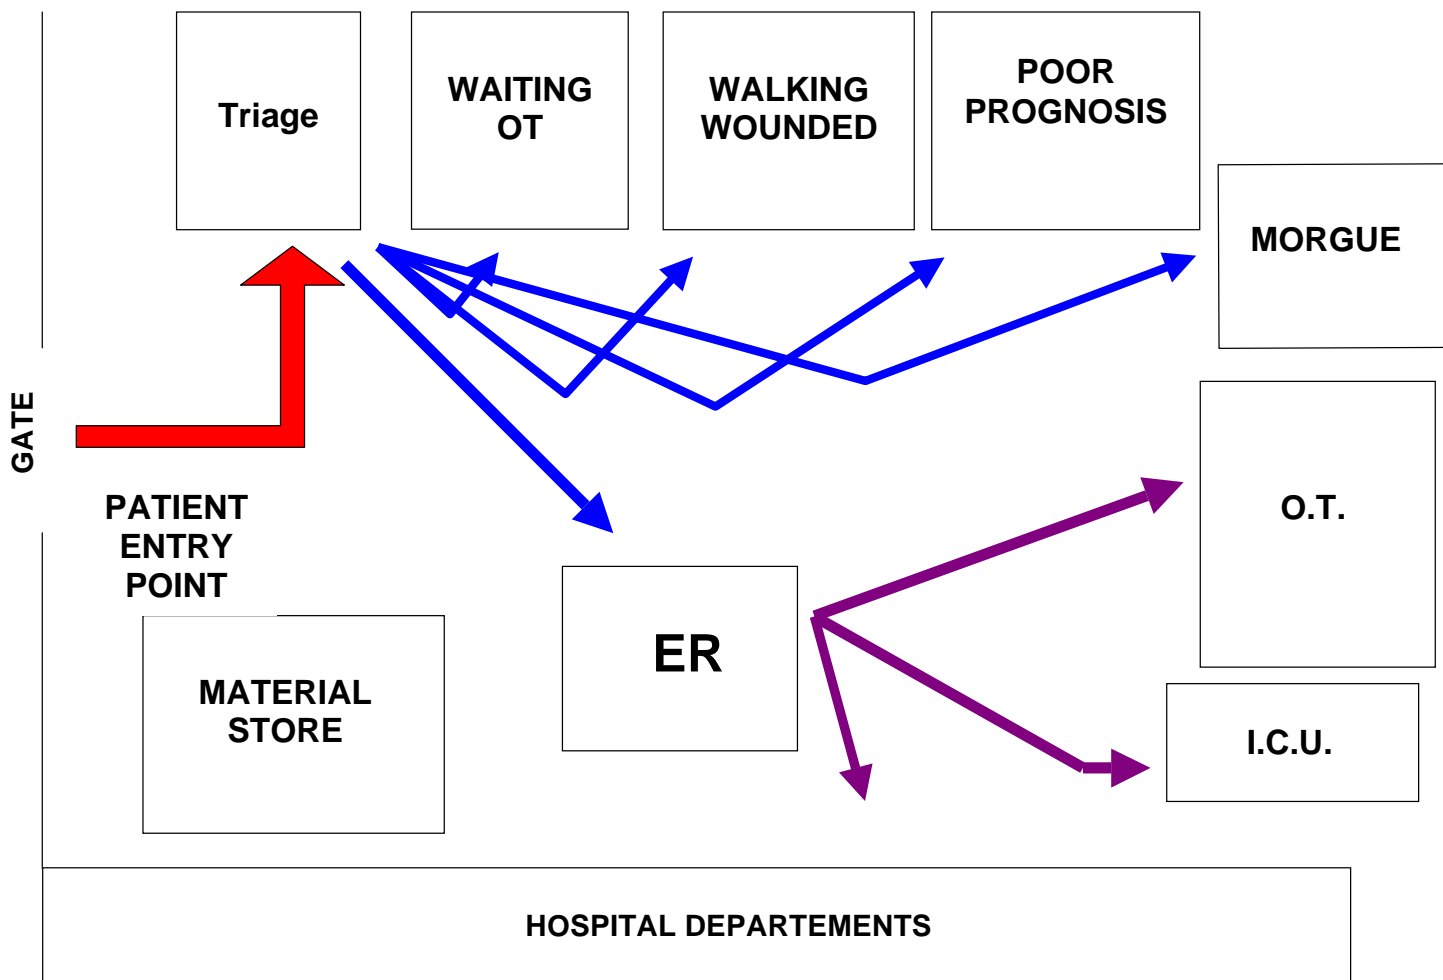 Triage
WAITING
OT
WALKING
WOUNDED
POOR
PROGNOSIS
MORGUE
GATE
PATIENT
ENTRY
POINT
O.T.
ER
MATERIAL
STORE
I.C.U.
HOSPITAL DEPARTEMENTS